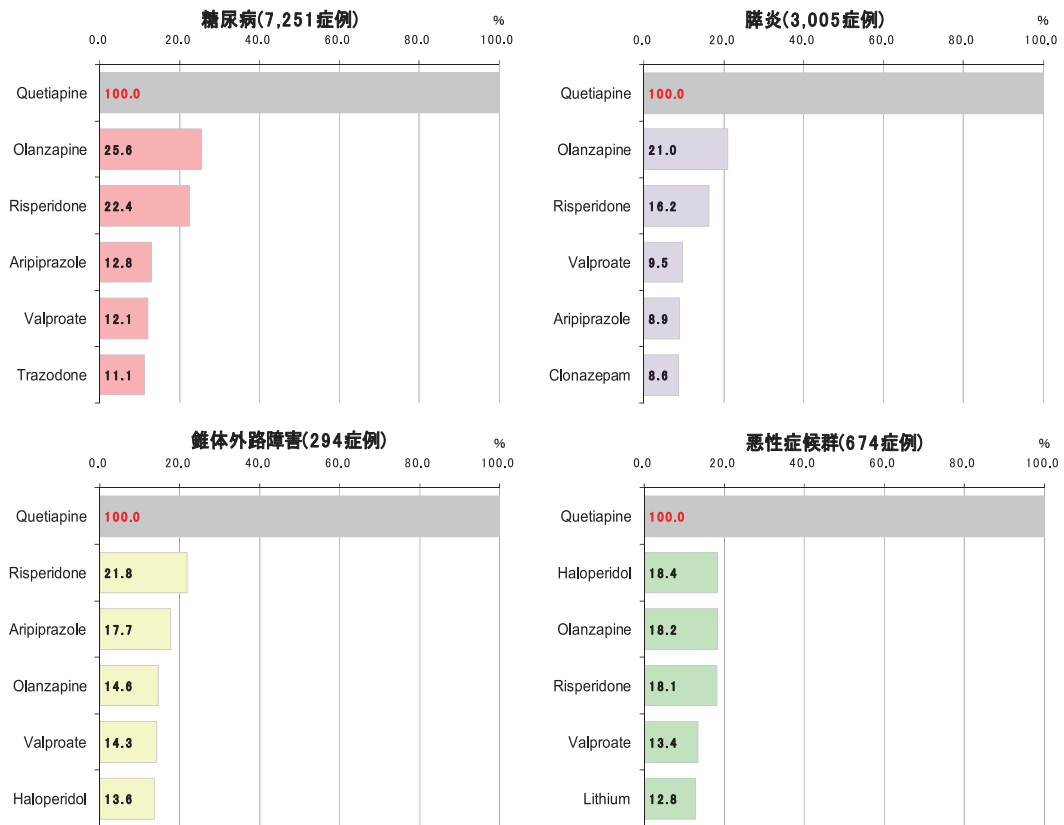 糖尿病(7,251症例)
%
0.0 20.0 40.0 60.0 80.0 100.0
Quetiapine 100.0
Olanzapine 25.6
Risperidone 22.4
Aripiprazole 12.8
Valproate 12.1
Trazodone 11.1
膵炎(3,005症例)
%
0.0 20.0 40.0 60.0 80.0 100.0
Quetiapine 100.0
Olanzapine 21.0
Risperidone 16.2
Valproate 9.5
Aripiprazole 8.9
Clonazepam 8.6
錐体外路障害(294症例)
%
0.0 20.0 40.0 60.0 80.0 100.0
Quetiapine 100.0
Risperidone 21.8
Aripiprazole 17.7
Olanzapine 14.6
Valproate 14.3
Haloperidol 13.6
悪性症候群(674症例)
%
0.0 20.0 40.0 60.0 80.0 100.0
Quetiapine 100.0
Haloperidol 18.4
Olanzapine 18.2
Risperidone 18.1
Valproate 13.4
Lithium 12.8